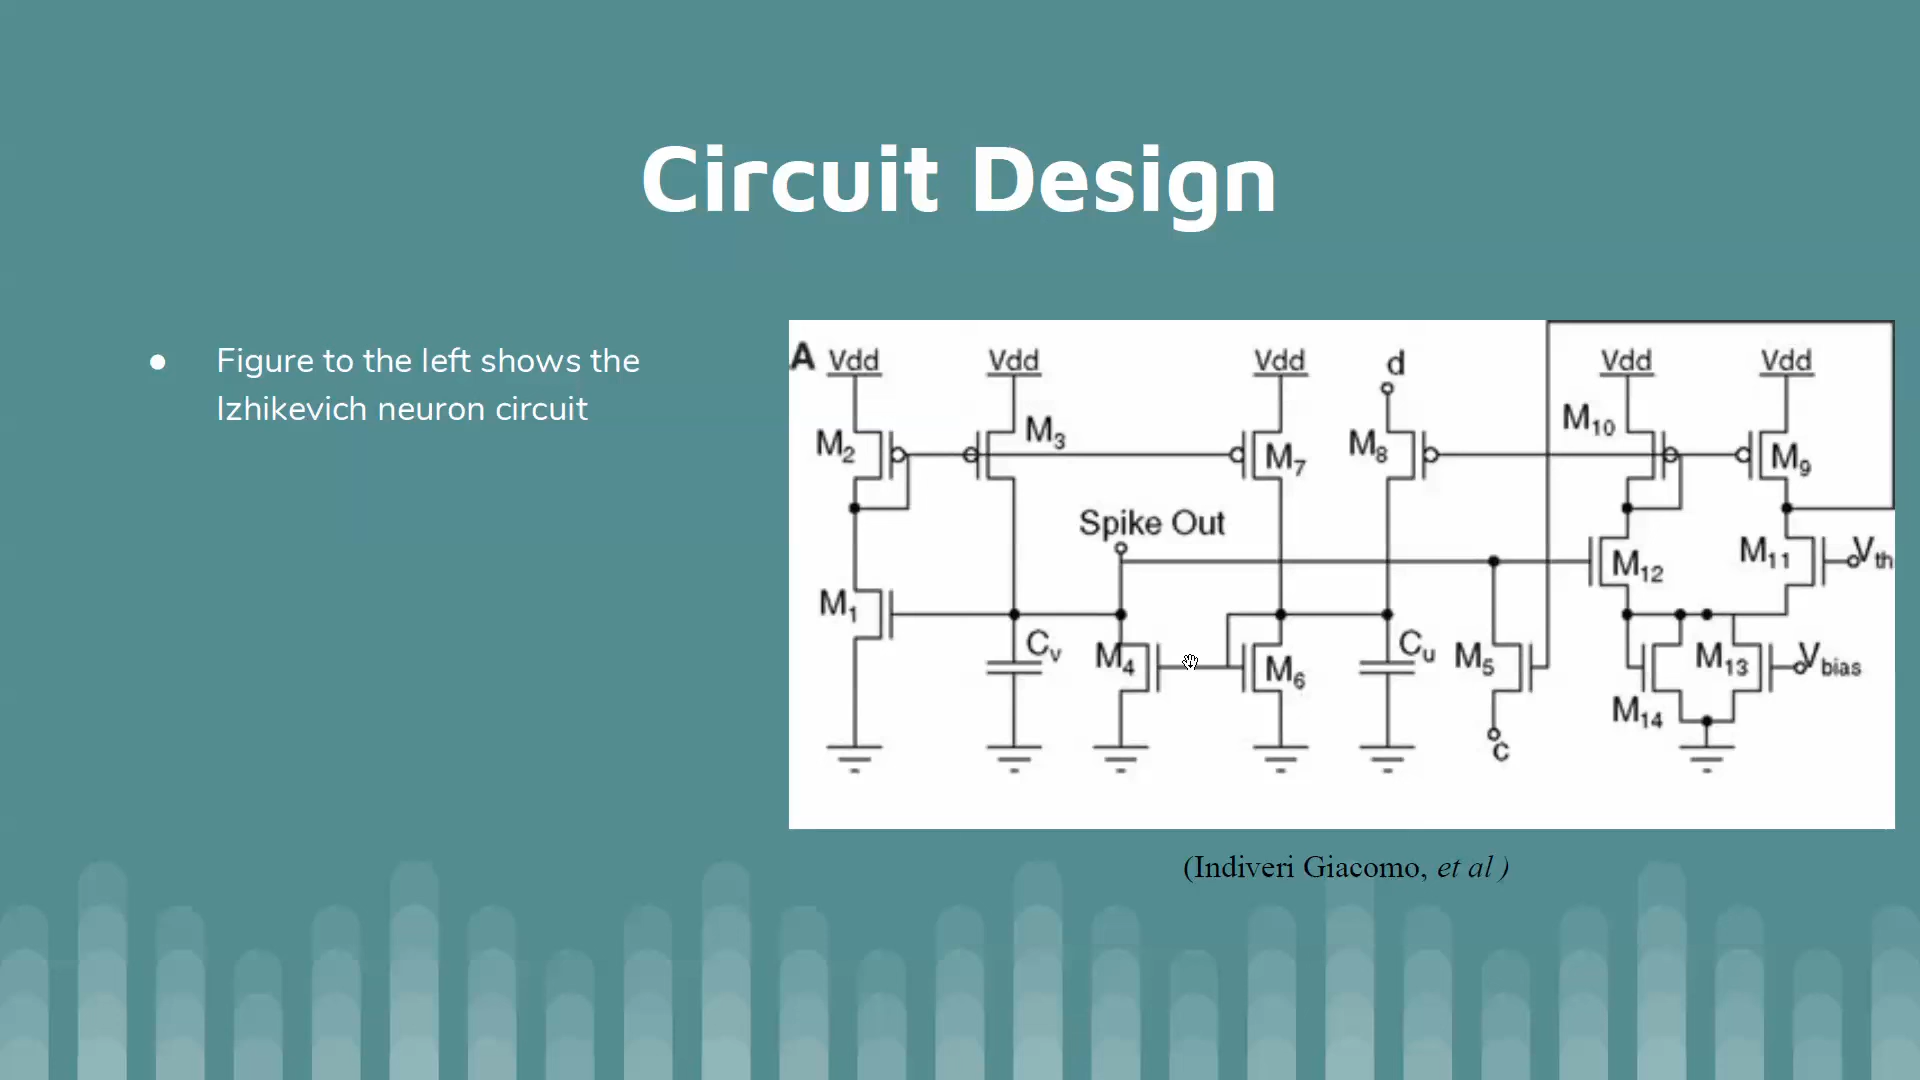 Circuit Design
● Figure to the left shows the
Izhikevich neuron circuit
A Vdd Vdd Vdd d Vdd Vdd
M10
M2 M3 M7 M8 M9
Spike Out
M12 M11 Vth
M1
Cv M4 M6 Cu M5 M13 Vbias
M14
c
(Indiveri Giacomo, et al )